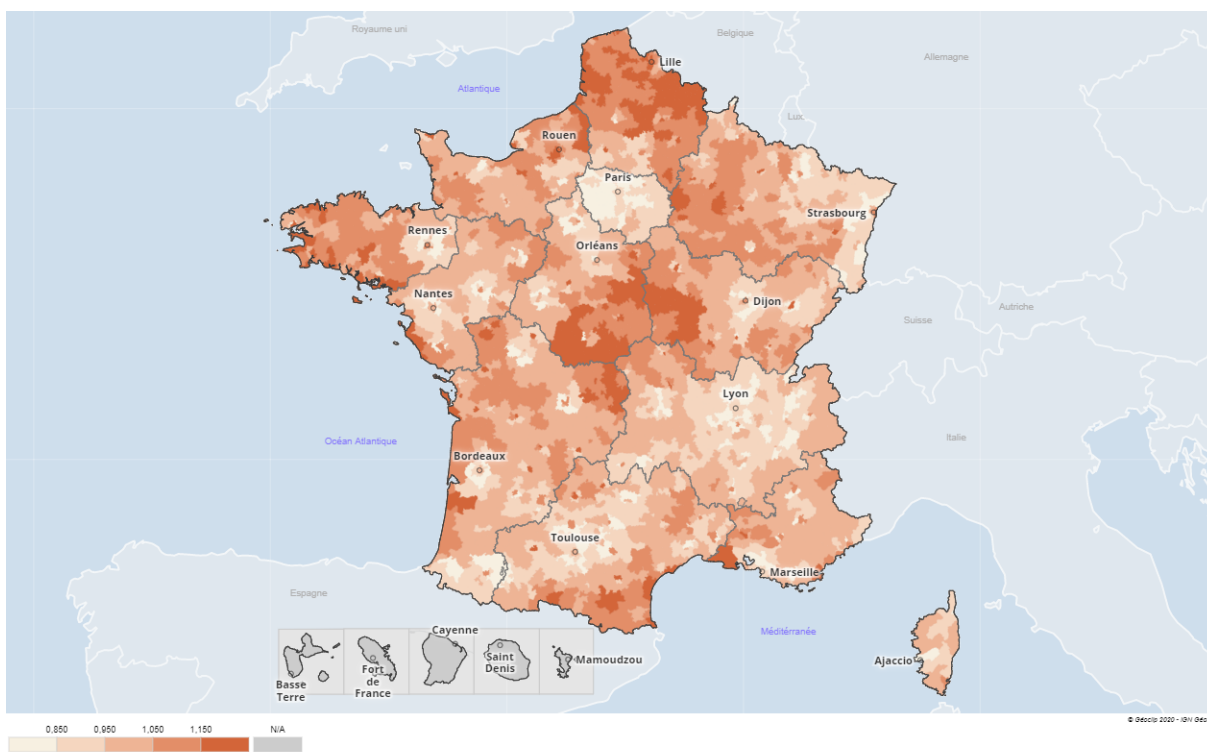 Royaume uni
Belgique
Allemagne
Lille
Atlantique
Lux.
Rouen
Paris
Strasbourg
Rennes
Orléans
Nantes
Dijon
Autriche
Suisse
Lyon
Océan Atlantique
Italie
Bordeaux
Toulouse
Marseille
Espagne
Cayenne
Méditérranée
Saint
Denis
Mamoudzou
Ajaccio
Fort
de
France
Basse
Terre
© Géoclip 2020 - IGN Géo
0,850 0,950 1,050 1,150 N/A